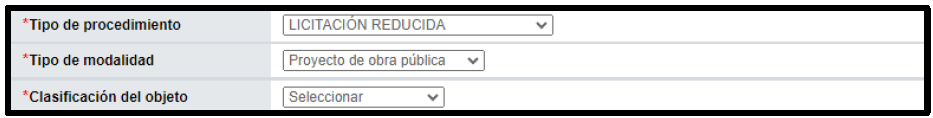 *Tipo de procedimiento LICITACIÓN REDUCIDA
*Tipo de modalidad Proyecto de obra pública
*Clasificación del objeto Seleccionar